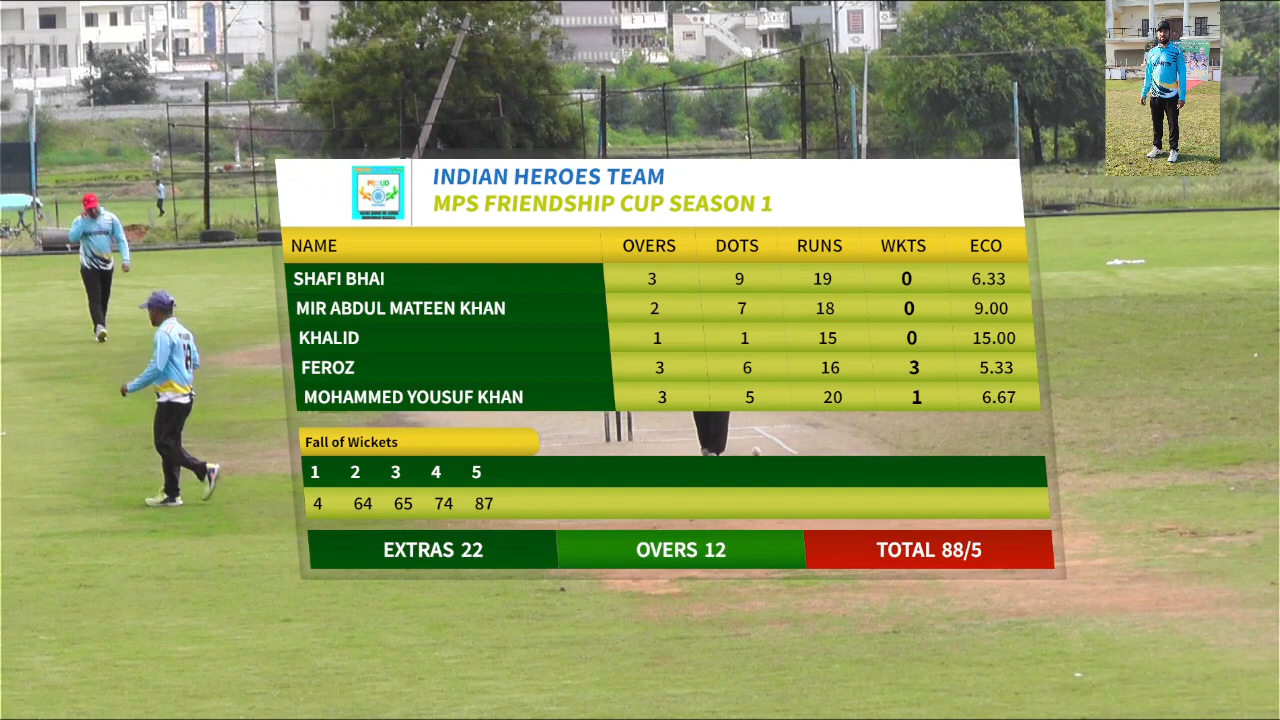 INDIAN HEROES TEAM
MPS FRIENDSHIP CUP SEASON 1
PROUD
NAME OVERS DOTS RUNS WKTS ECO
SHAFI BHAI 3 9 19 0 6.33
MIR ABDUL MATEEN KHAN 2 7 18 0 9.00
KHALID 1 1 15 0 15.00
FEROZ 3 6 16 3 5.33
MOHAMMED YOUSUF KHAN 3 5 20 1 6.67
Fall of Wickets
1 2 3 4 5
4 64 65 74 87
EXTRAS 22 OVERS 12 TOTAL 88/5